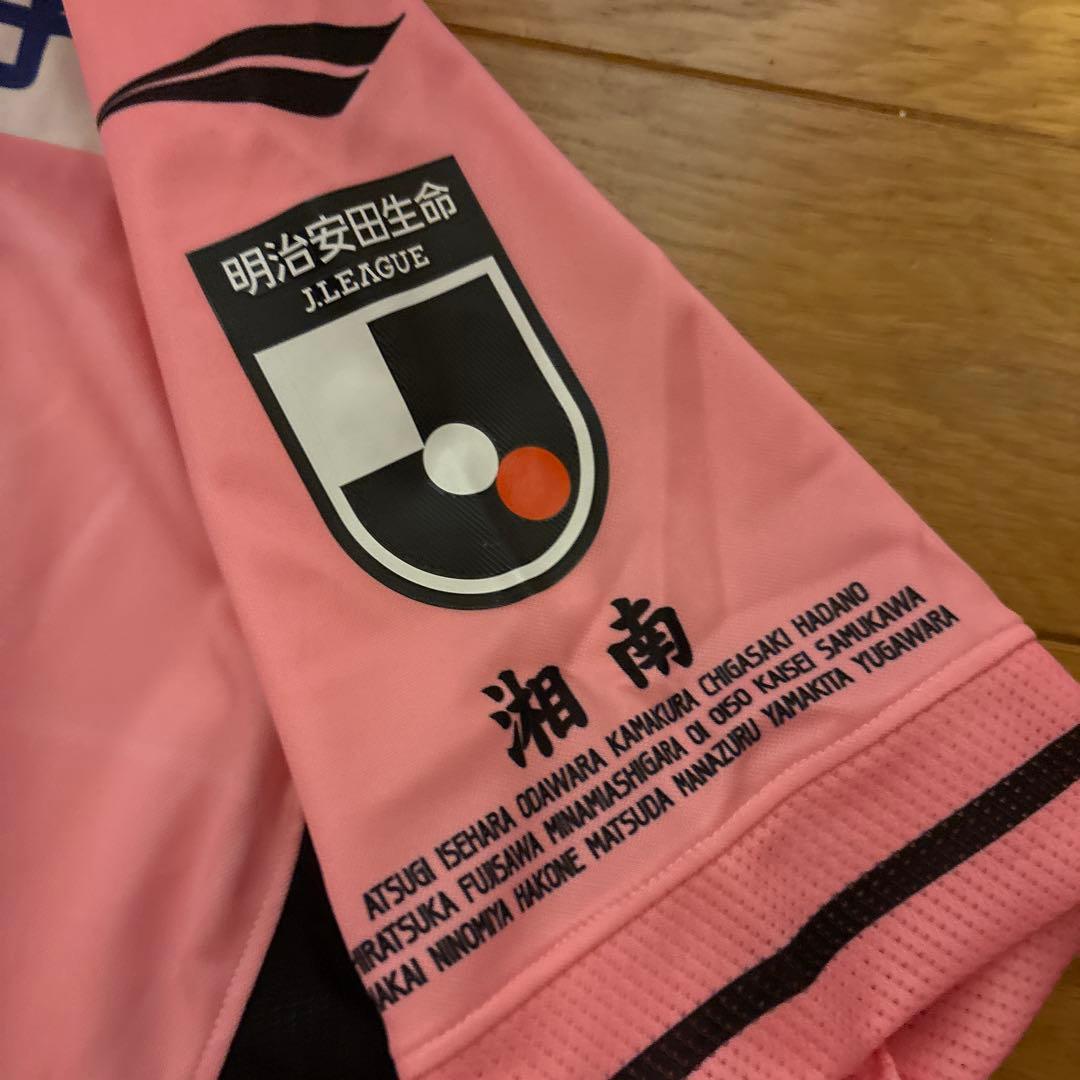 明治安田生命
J.LEAGUE
湘南
ATSUGI ISEHARA ODAWARA KAMAKURA CHIGASAKI HADANO
HIRATSUKA FUJISAWA MINAMIASHIGARA OI OISO KAISEI SAMUKAWA
NAKAI NINOMIYA HAKONE MATSUDA MANAZURU YAMAKITA YUGAWARA